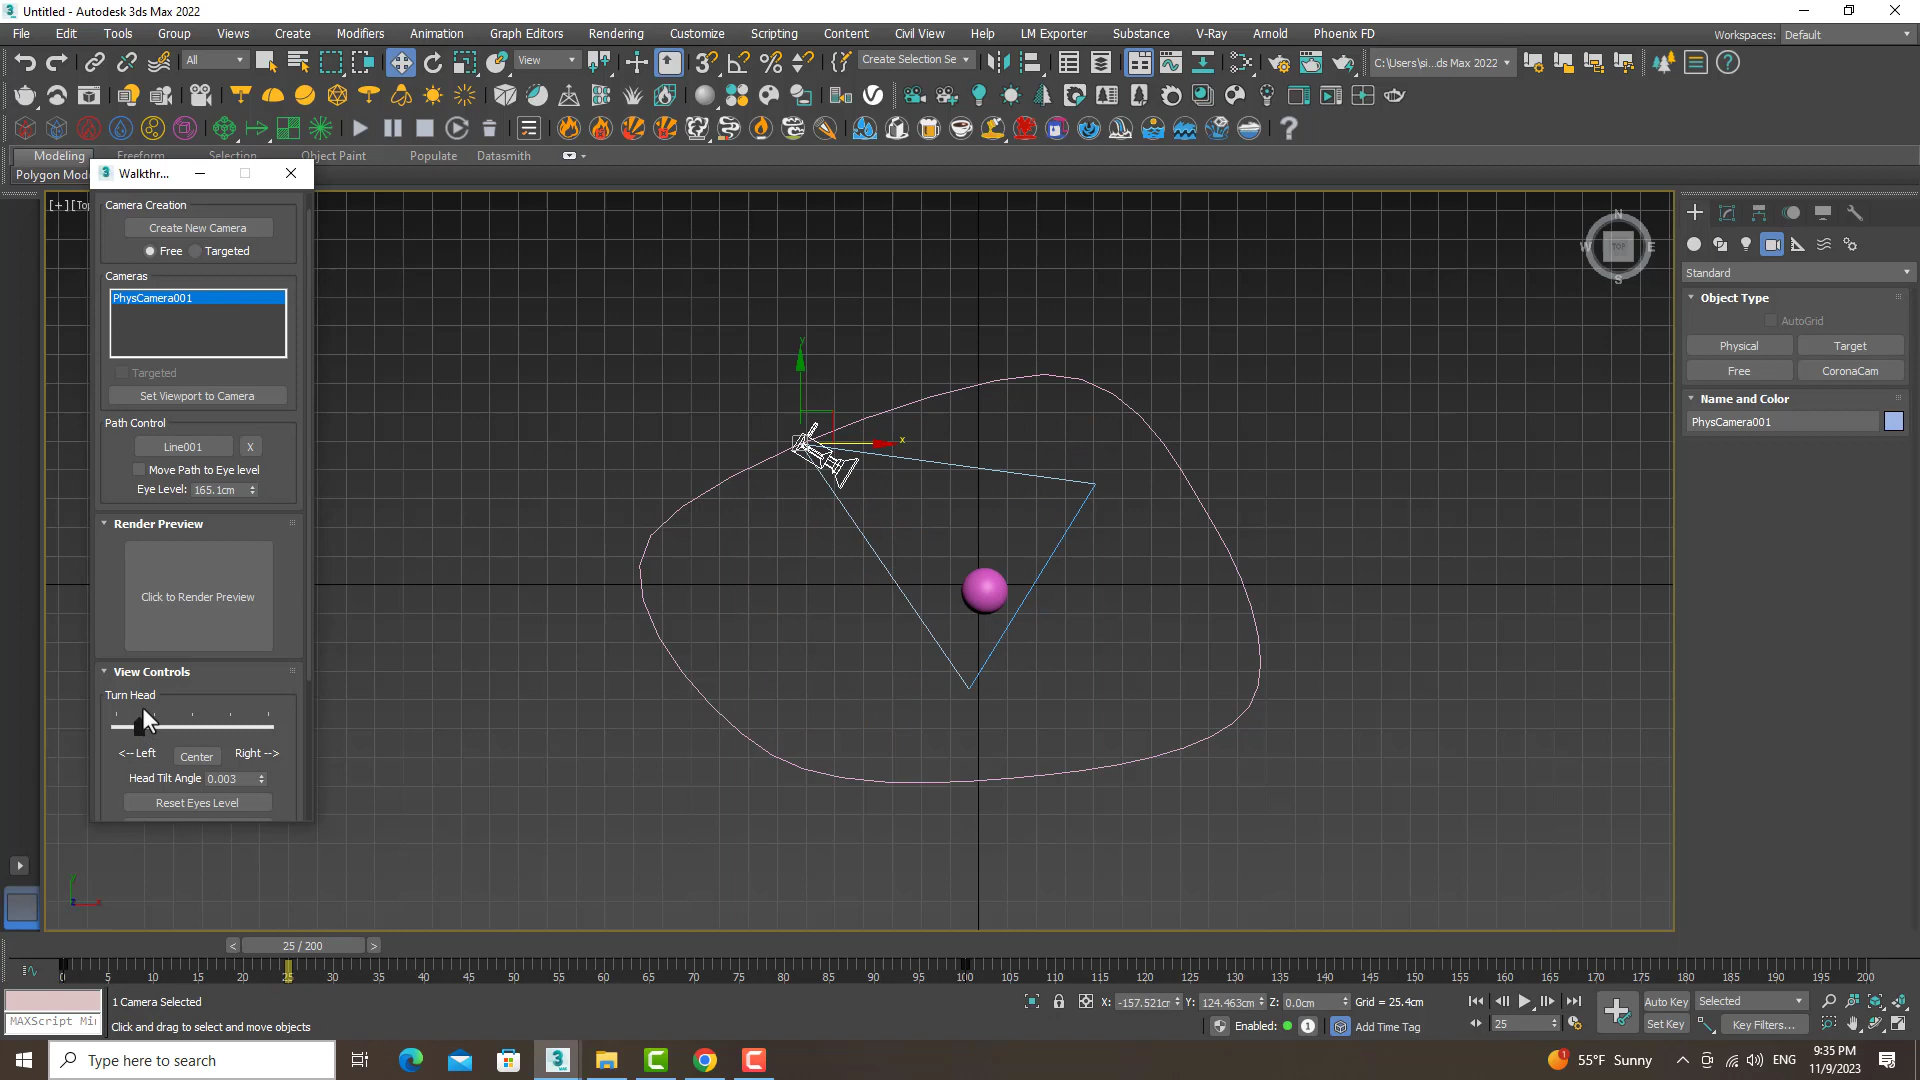 Untitled - Autodesk 3ds Max 2022
File Edit Tools Group Views Create Modifiers Animation Graph Editors Rendering Customize Scripting Content Civil View Help LM Exporter Substance V-Ray Arnold Phoenix FD
Workspaces: Default
All View Create Selection Se C:\Users\si...ds Max 2022
Modeling Freeform Selection Object Paint Populate Datasmith
Polygon Mode
Walkthr...
[+][Top
Camera Creation
Create New Camera
Free Targeted
Cameras
PhysCamera001
Targeted
Set Viewport to Camera
Path Control
Line001 X
Move Path to Eye level
Eye Level: 165.1cm
Render Preview
Click to Render Preview
View Controls
Turn Head
<-- Left Center Right -->
Head Tilt Angle 0.003
Reset Eyes Level
y
x
N
W TOP E
S
Standard
Object Type
AutoGrid
Physical Target
Free CoronaCam
Name and Color
PhysCamera001
y
z x
< 25 / 200 >
0 5 10 15 20 25 30 35 40 45 50 55 60 65 70 75 80 85 90 95 100 105 110 115 120 125 130 135 140 145 150 155 160 165 170 175 180 185 190 195 200
1 Camera Selected
X: -157.521cm Y: 124.463cm Z: 0.0cm Grid = 25.4cm
Auto Key Selected
MAXScript Mi
Click and drag to select and move objects
Enabled: 1 Add Time Tag
25
Set Key Key Filters...
Type here to search
1 55°F Sunny
ENG
9:35 PM
11/9/2023